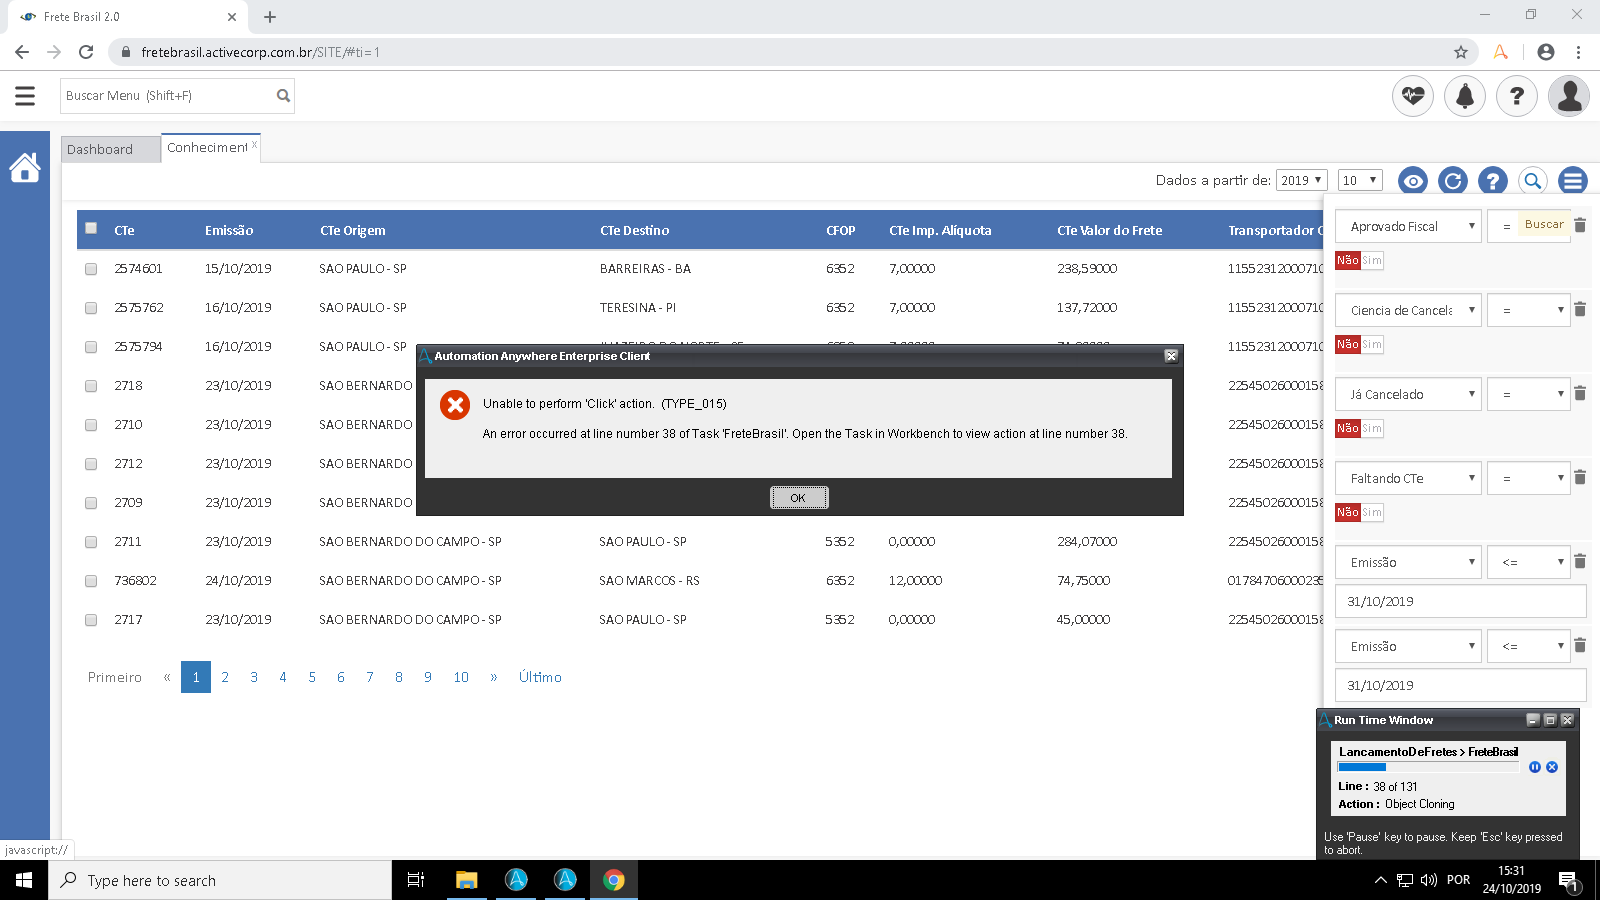 Frete Brasil 2.0
fretebrasil.activecorp.com.br/SITE/#ti=1
Buscar Menu (Shift+F)
?
Dashboard
Conheciment x
Dados a partir de: 2019 10
?
CTe Emissão CTe Origem CTe Destino CFOP CTe Imp. Alíquota CTe Valor do Frete Transportador
2574601 15/10/2019 SAO PAULO - SP BARREIRAS - BA 6352 7,00000 238,59000 1155231200071
2575762 16/10/2019 SAO PAULO - SP TERESINA - PI 6352 7,00000 137,72000 1155231200071
2575794 16/10/2019 SAO PAULO - SP 1155231200071
2718 23/10/2019 SAO BERNARDO 2254502600015
2710 23/10/2019 SAO BERNARDO 2254502600015
2712 23/10/2019 SAO BERNARDO 2254502600015
2709 23/10/2019 SAO BERNARDO 2254502600015
2711 23/10/2019 SAO BERNARDO DO CAMPO - SP SAO PAULO - SP 5352 0,00000 284,07000 2254502600015
736802 24/10/2019 SAO BERNARDO DO CAMPO - SP SAO MARCOS - RS 6352 12,00000 74,75000 0178470600023
2717 23/10/2019 SAO BERNARDO DO CAMPO - SP SAO PAULO - SP 5352 0,00000 45,00000 2254502600015
Primeiro « 1 2 3 4 5 6 7 8 9 10 » Último
Aprovado Fiscal = Buscar
Não Sim
Ciencia de Cancela =
Não Sim
Já Cancelado =
Não Sim
Faltando CTe =
Não Sim
Emissão <=
31/10/2019
Emissão <=
31/10/2019
Automation Anywhere Enterprise Client
Unable to perform 'Click' action. (TYPE_015)
An error occurred at line number 38 of Task 'FreteBrasil'. Open the Task in Workbench to view action at line number 38.
OK
Run Time Window
LancamentoDeFretes > FreteBrasil
Line : 38 of 131
Action : Object Cloning
Use 'Pause' key to pause. Keep 'Esc' key pressed
to abort.
javascript://
Type here to search
POR
15:31
24/10/2019
1